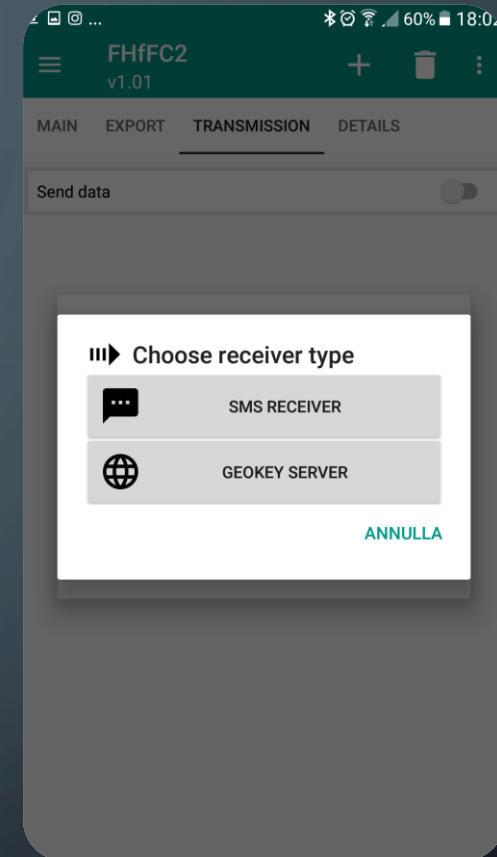 60% 18:02
FHfFC2
v1.01
MAIN EXPORT TRANSMISSION DETAILS
Send data
Choose receiver type
SMS RECEIVER
GEOKEY SERVER
ANNULLA